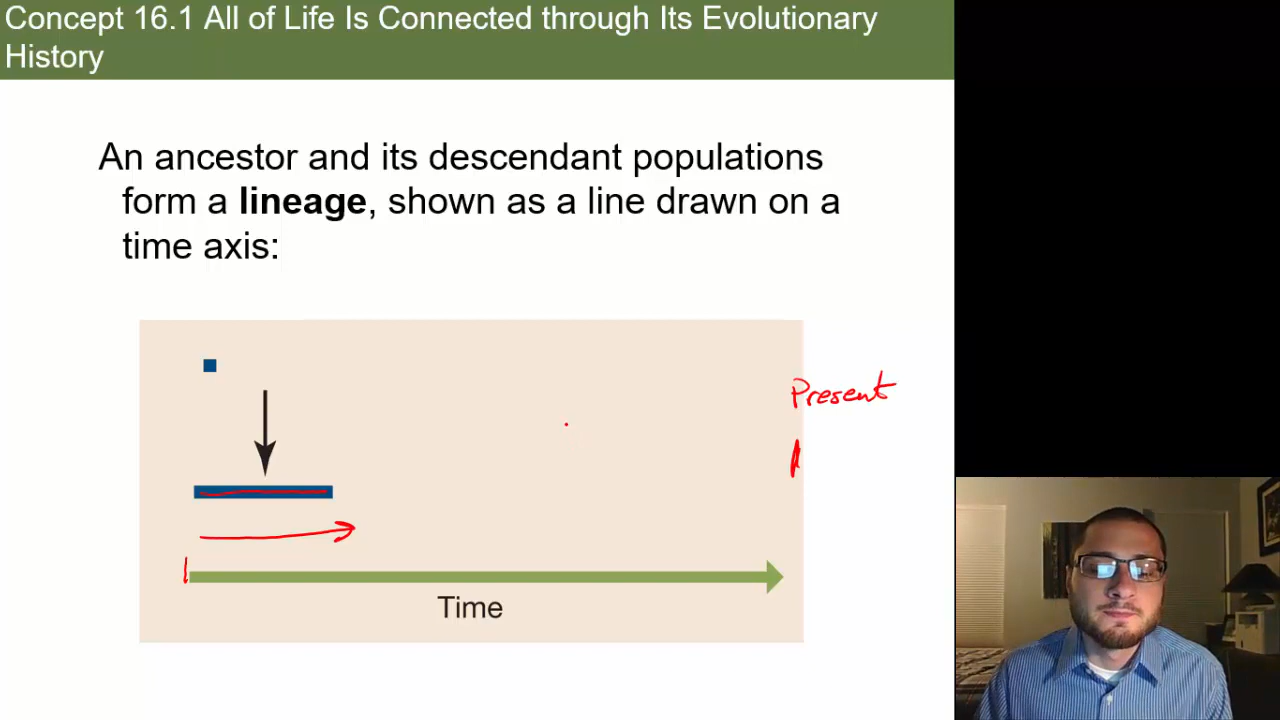 Concept 16.1 All of Life Is Connected through Its Evolutionary
History
An ancestor and its descendant populations
form a lineage, shown as a line drawn on a
time axis:
Present
Time